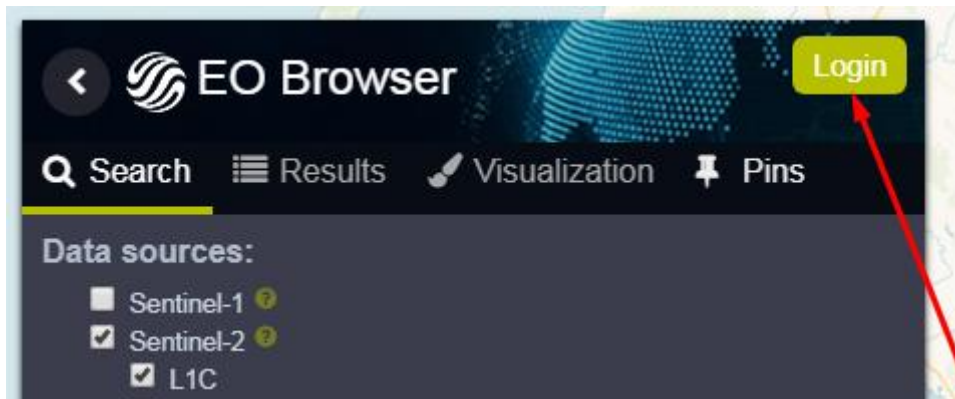 EO Browser
Login
Search Results Visualization Pins
Data sources:
Sentinel-1 ?
Sentinel-2 ?
L1C